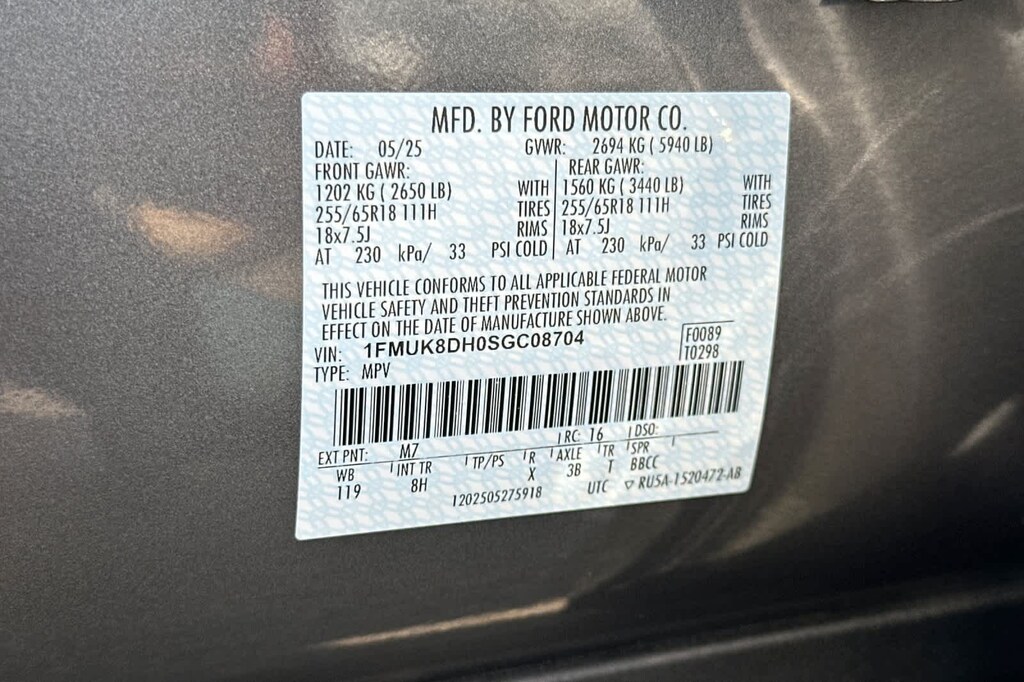 MFD. BY FORD MOTOR CO.
DATE: 05/25 GVWR: 2694 KG ( 5940 LB)
FRONT GAWR: REAR GAWR:
1202 KG ( 2650 LB) WITH 1560 KG ( 3440 LB) WITH
255/65R18 111H TIRES 255/65R18 111H TIRES
18x7.5J RIMS 18x7.5J RIMS
AT 230 kPa/ 33 PSI COLD AT 230 kPa/ 33 PSI COLD
THIS VEHICLE CONFORMS TO ALL APPLICABLE FEDERAL MOTOR
VEHICLE SAFETY AND THEFT PREVENTION STANDARDS IN
EFFECT ON THE DATE OF MANUFACTURE SHOWN ABOVE.
VIN: 1FMUK8DH0SGC08704 F0089
TYPE: MPV T0298
EXT PNT: M7 RC: 16 DSO:
WB INT TR TP/PS R AXLE TR SPR
119 8H X 3B T BBCC
1202505275918 UTC ▽ RU5A-1520472-AB